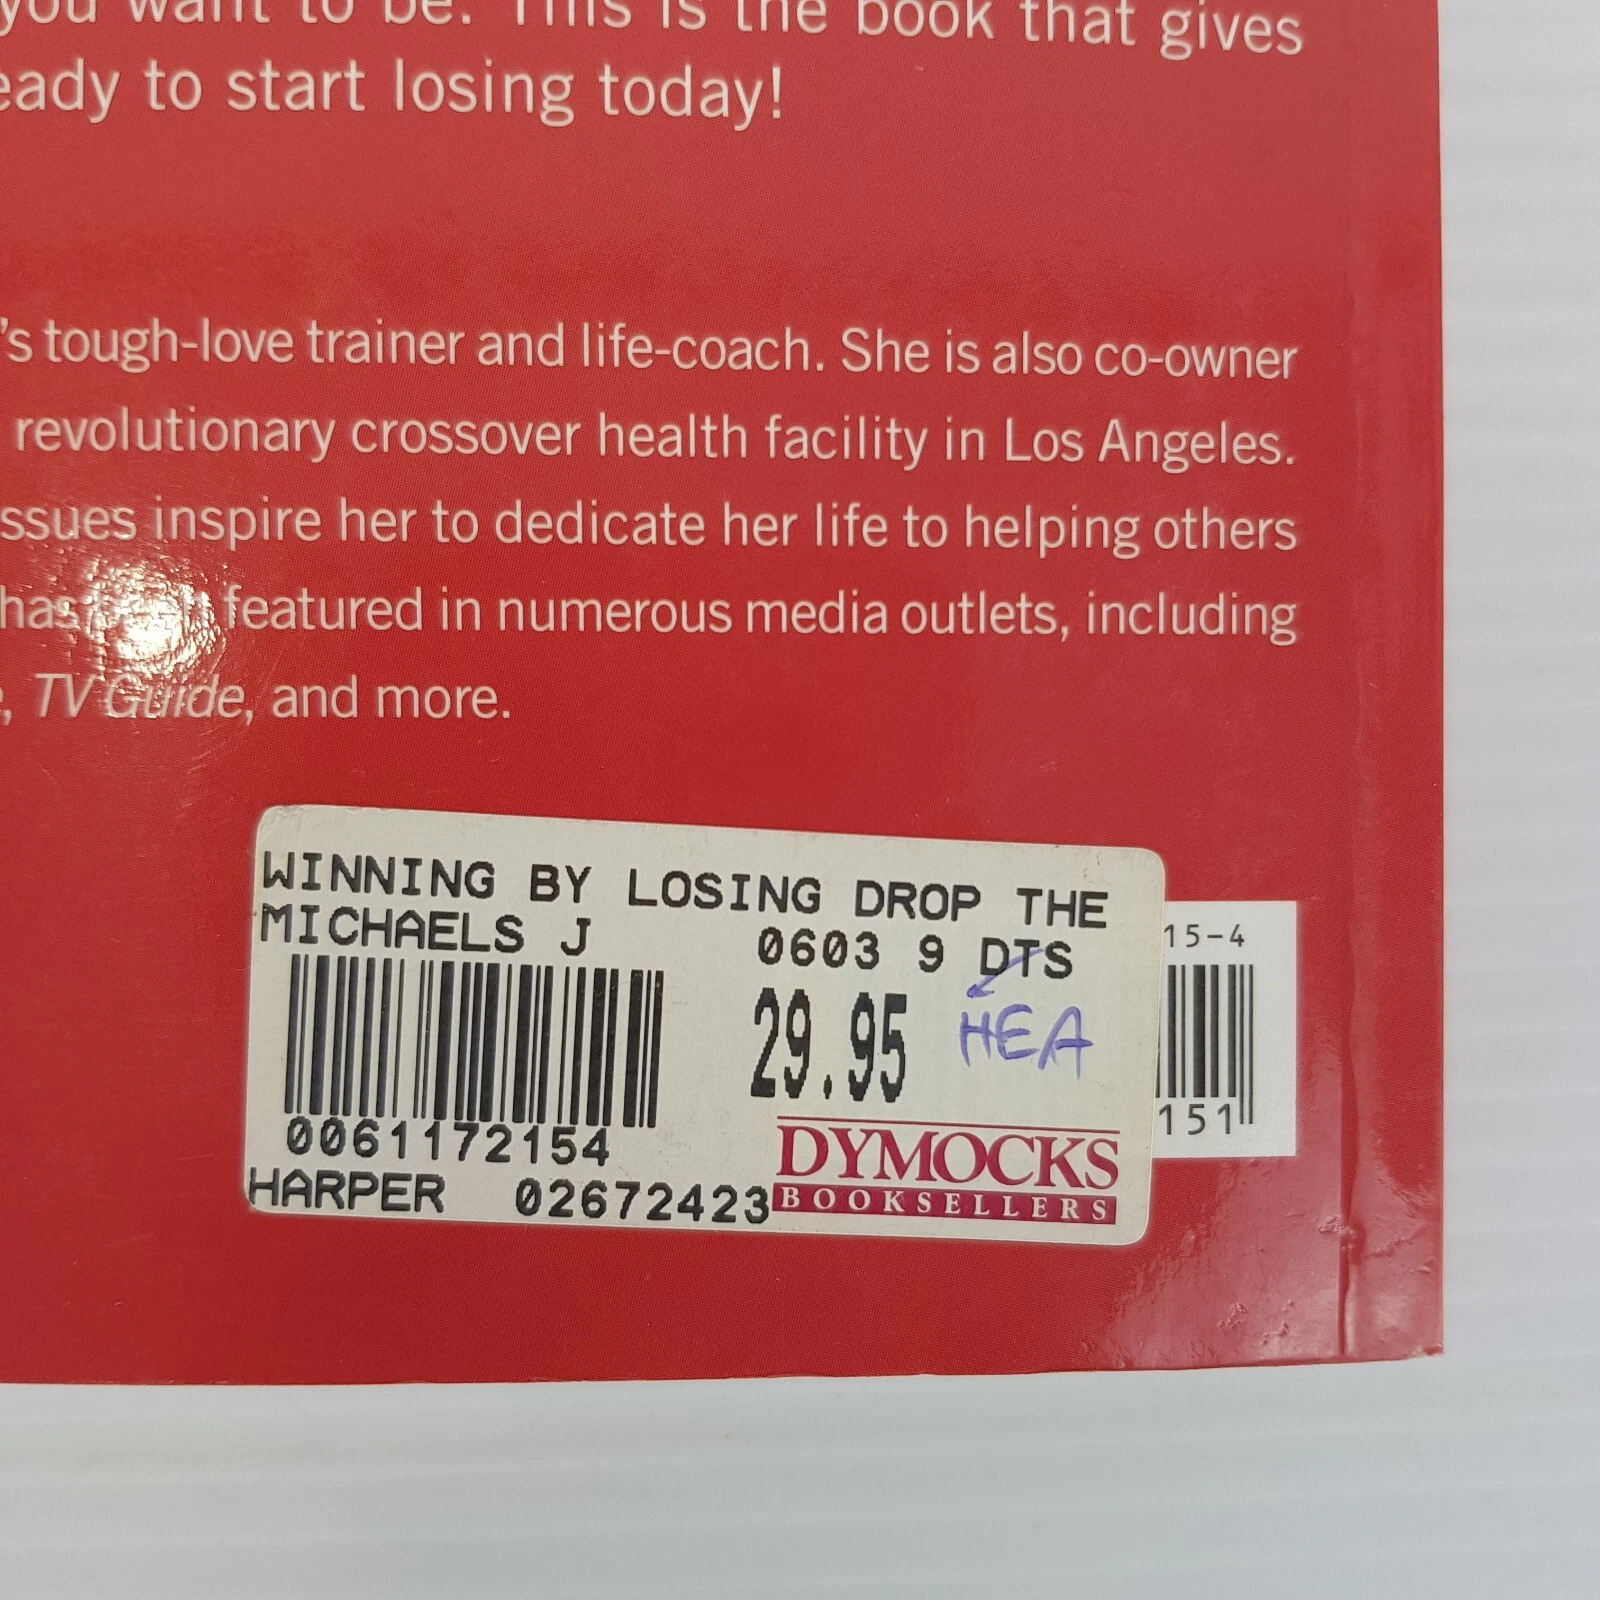 you want to be. This is the book that gives
eady to start losing today!
's tough-love trainer and life-coach. She is also co-owner
revolutionary crossover health facility in Los Angeles.
ssues inspire her to dedicate her life to helping others
has been featured in numerous media outlets, including
, TV Guide, and more.
WINNING BY LOSING DROP THE
MICHAELS J 0603 9 DTS
29.95 HEA
0061172154
HARPER 02672423
DYMOCKS
BOOKSELLERS
15-4
151